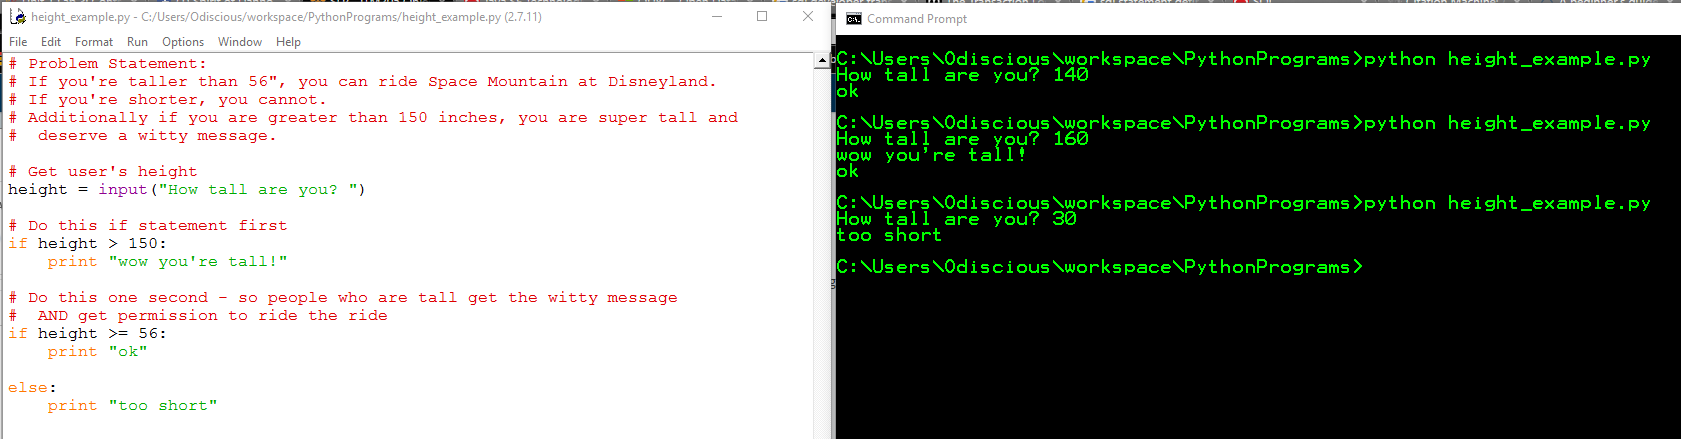 height_example.py - C:/Users/Odiscious/workspace/PythonPrograms/height_example.py (2.7.11)
File Edit Format Run Options Window Help
# Problem Statement:
# If you're taller than 56", you can ride Space Mountain at Disneyland.
# If you're shorter, you cannot.
# Additionally if you are greater than 150 inches, you are super tall and
#  deserve a witty message.
# Get user's height
height = input("How tall are you? ")
# Do this if statement first
if height > 150:
    print "wow you're tall!"
# Do this one second - so people who are tall get the witty message
#  AND get permission to ride the ride
if height >= 56:
    print "ok"
else:
    print "too short"
Command Prompt
C:\Users\Odiscious\workspace\PythonPrograms>python height_example.py
How tall are you? 140
ok
C:\Users\Odiscious\workspace\PythonPrograms>python height_example.py
How tall are you? 160
wow you're tall!
ok
C:\Users\Odiscious\workspace\PythonPrograms>python height_example.py
How tall are you? 30
too short
C:\Users\Odiscious\workspace\PythonPrograms>